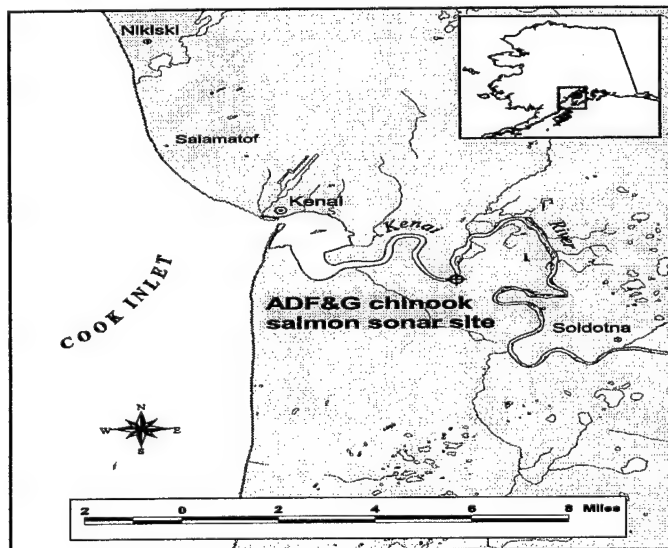 Nikiski
Salamatof
Kenai
Kenai River
COOK INLET
ADF&G chinook
salmon sonar site
Soldotna
N
W E
S
2 0 2 4 6 8 Miles